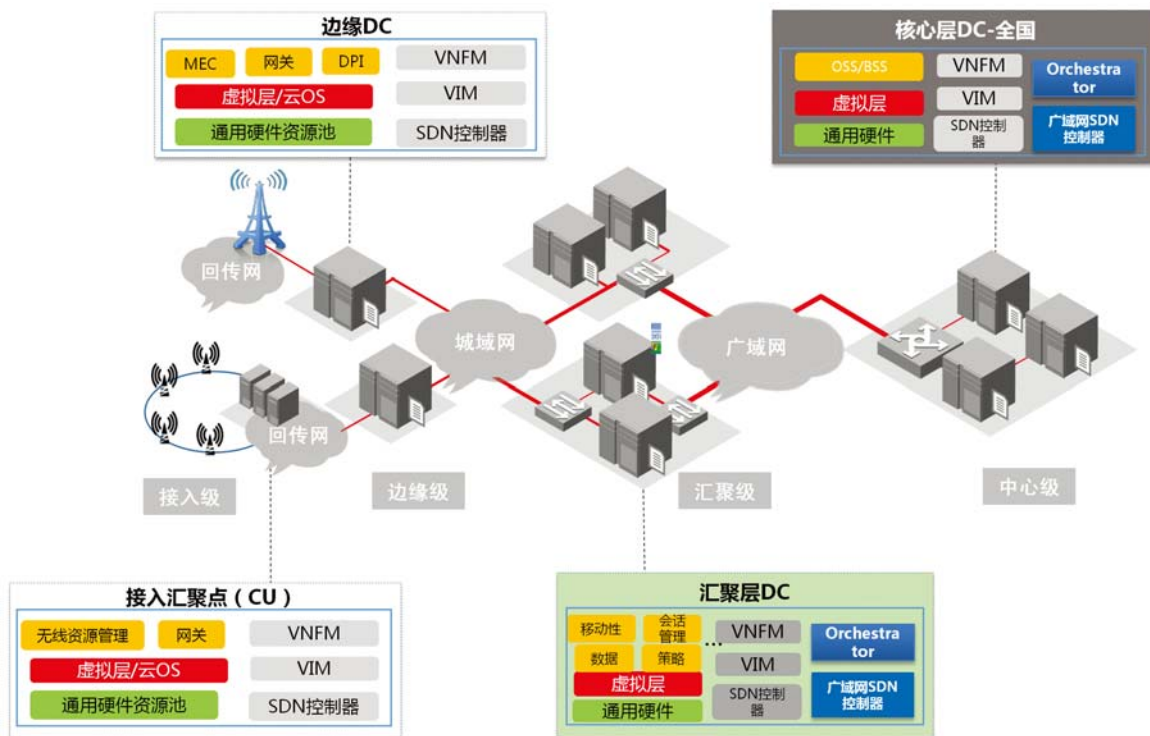 边缘DC
MEC
网关
DPI
VNFM
虚拟层/云OS
VIM
通用硬件资源池
SDN控制器
核心层DC-全国
OSS/BSS
VNFM
Orchestra
tor
虚拟层
VIM
通用硬件
SDN控制
器
广域网SDN
控制器
回传网
城域网
广域网
回传网
接入级
边缘级
汇聚级
中心级
接入汇聚点（CU）
无线资源管理
网关
VNFM
虚拟层/云OS
VIM
通用硬件资源池
SDN控制器
汇聚层DC
移动性
会话
管理
...
VNFM
Orchestra
tor
数据
策略
虚拟层
VIM
通用硬件
SDN控制
器
广域网SDN
控制器